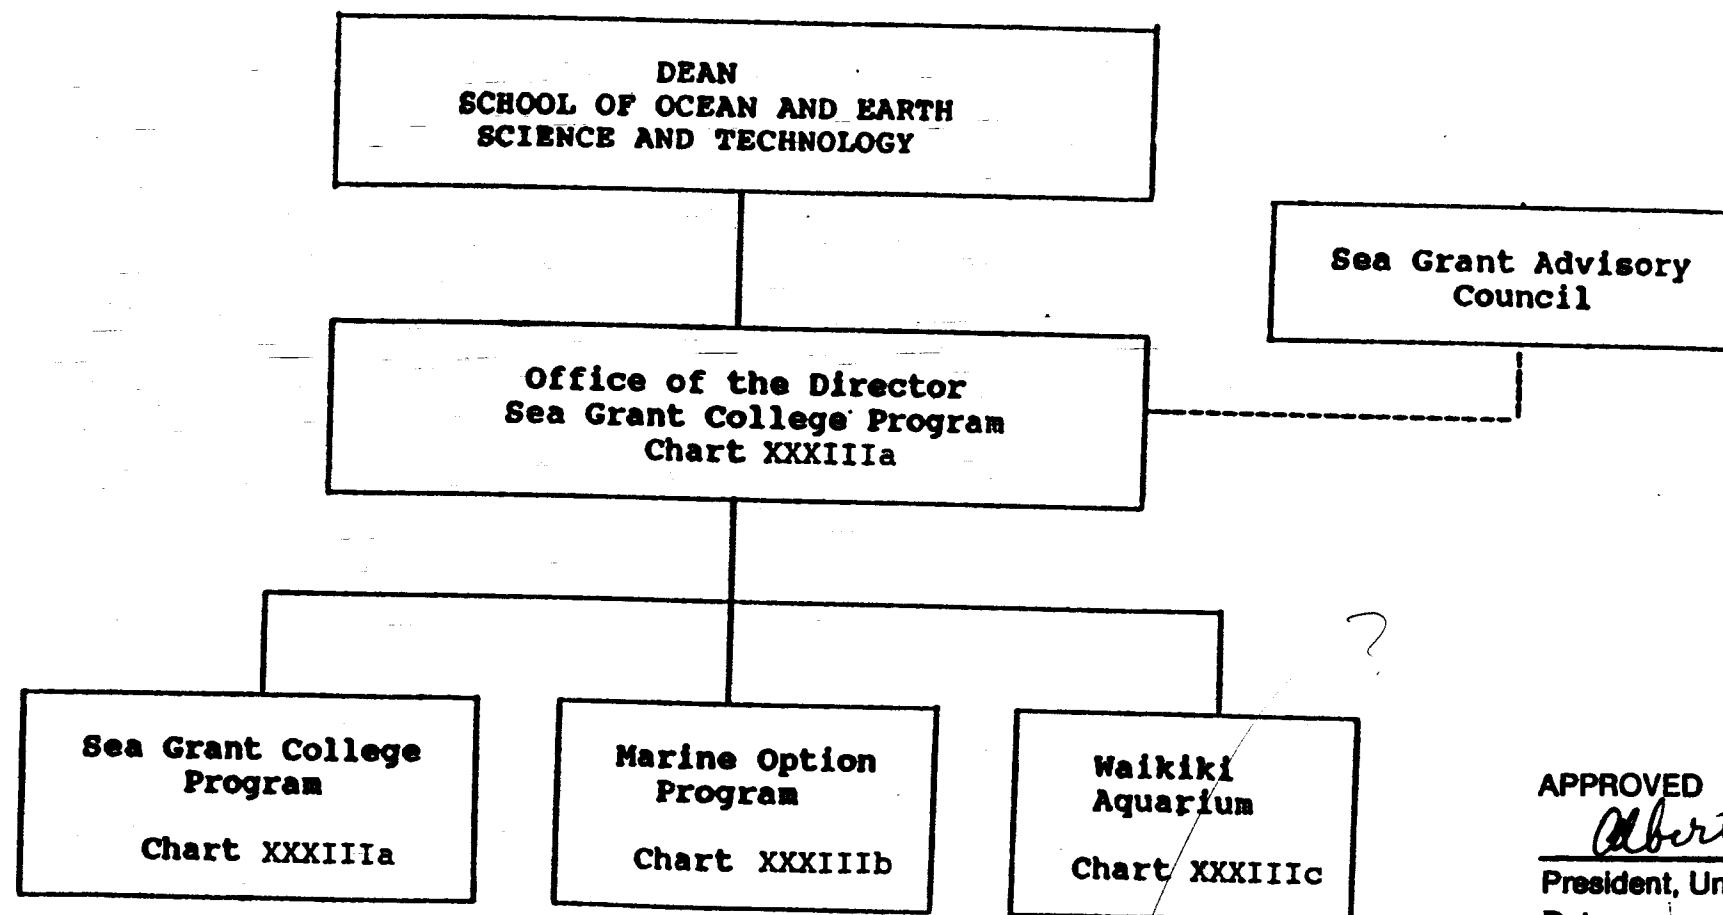 DEAN
SCHOOL OF OCEAN AND EARTH
SCIENCE AND TECHNOLOGY
Sea Grant Advisory
Council
Office of the Director
Sea Grant College Program
Chart XXXIIIa
?
Sea Grant College
Program
Chart XXXIIIa
Marine Option
Program
Chart XXXIIIb
Waikiki
Aquarium
Chart XXXIIIc
APPROVED
Albert
President, Un